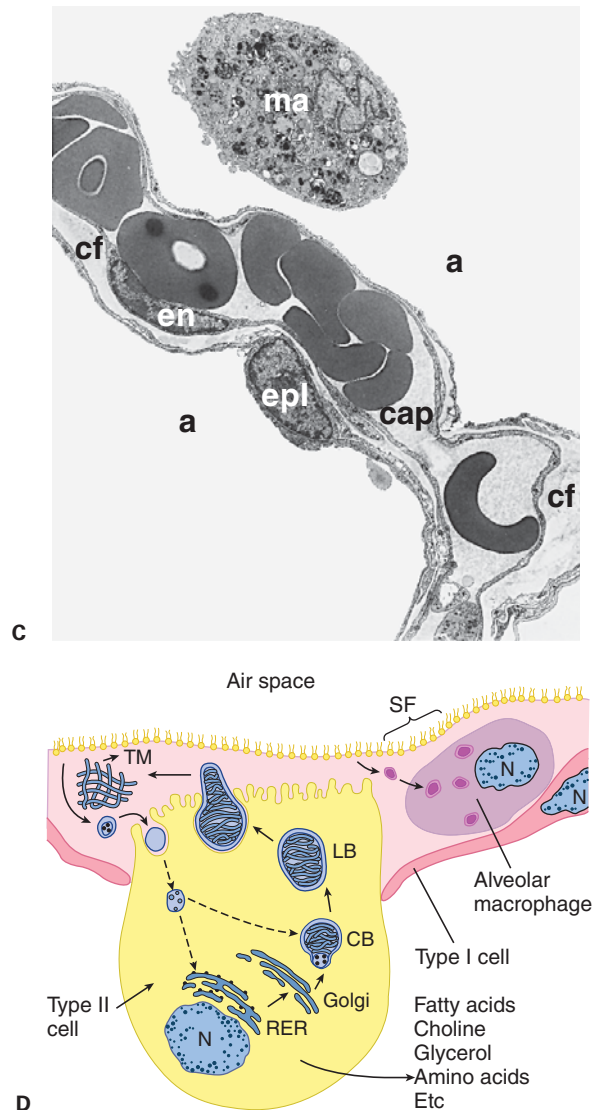 ma
cf
a
en
epl
a
cap
cf
C
Air space
SF
TM
N
N
LB
Alveolar
macrophage
CB
Type I cell
Type II
cell
Golgi
RER
N
Fatty acids
Choline
Glycerol
Amino acids
Etc
D